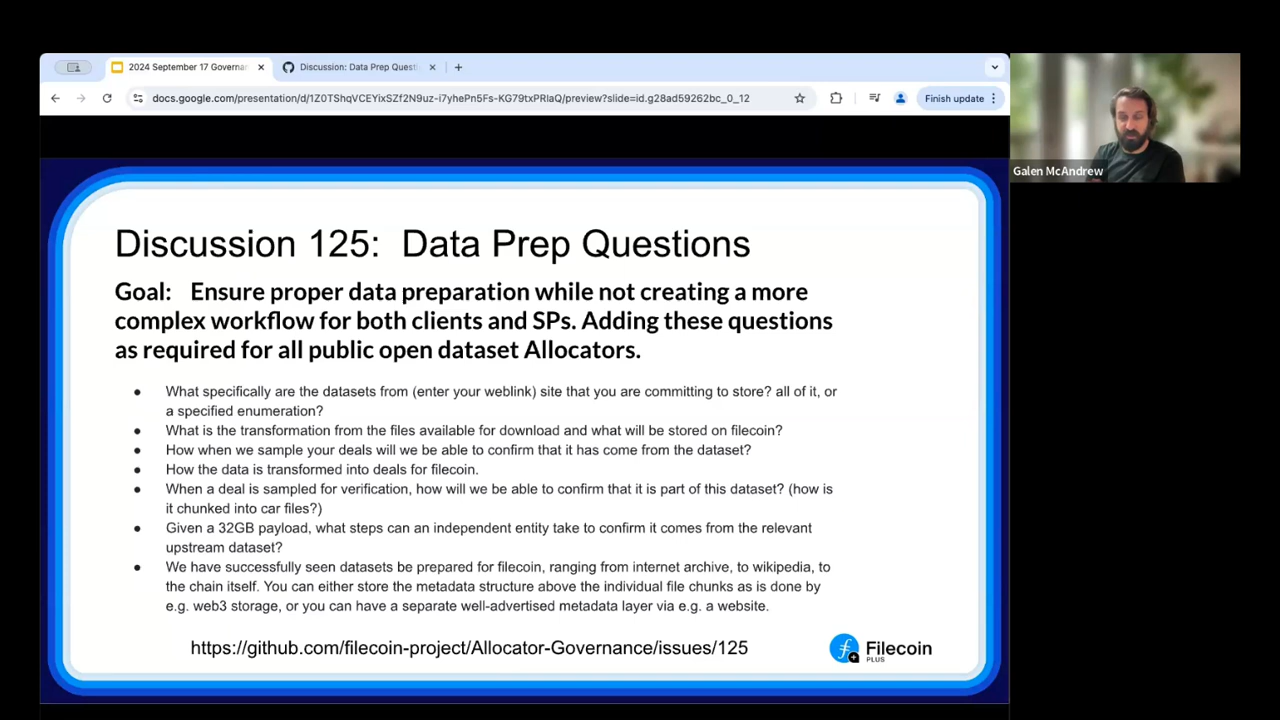 2024 September 17 Governa
Discussion: Data Prep Questi
docs.google.com/presentation/d/1Z0TShqVCEYixSZf2N9uz-i7yhePn5Fs-KG79txPRlaQ/preview?slide=id.g28ad59262bc_0_12
Finish update
Galen McAndrew
Discussion 125: Data Prep Questions
Goal: Ensure proper data preparation while not creating a more
complex workflow for both clients and SPs. Adding these questions
as required for all public open dataset Allocators.
● What specifically are the datasets from (enter your weblink) site that you are committing to store? all of it, or
a specified enumeration?
● What is the transformation from the files available for download and what will be stored on filecoin?
● How when we sample your deals will we be able to confirm that it has come from the dataset?
● How the data is transformed into deals for filecoin.
● When a deal is sampled for verification, how will we be able to confirm that it is part of this dataset? (how is
it chunked into car files?)
● Given a 32GB payload, what steps can an independent entity take to confirm it comes from the relevant
upstream dataset?
● We have successfully seen datasets be prepared for filecoin, ranging from internet archive, to wikipedia, to
the chain itself. You can either store the metadata structure above the individual file chunks as is done by
e.g. web3 storage, or you can have a separate well-advertised metadata layer via e.g. a website.
https://github.com/filecoin-project/Allocator-Governance/issues/125
Filecoin
PLUS